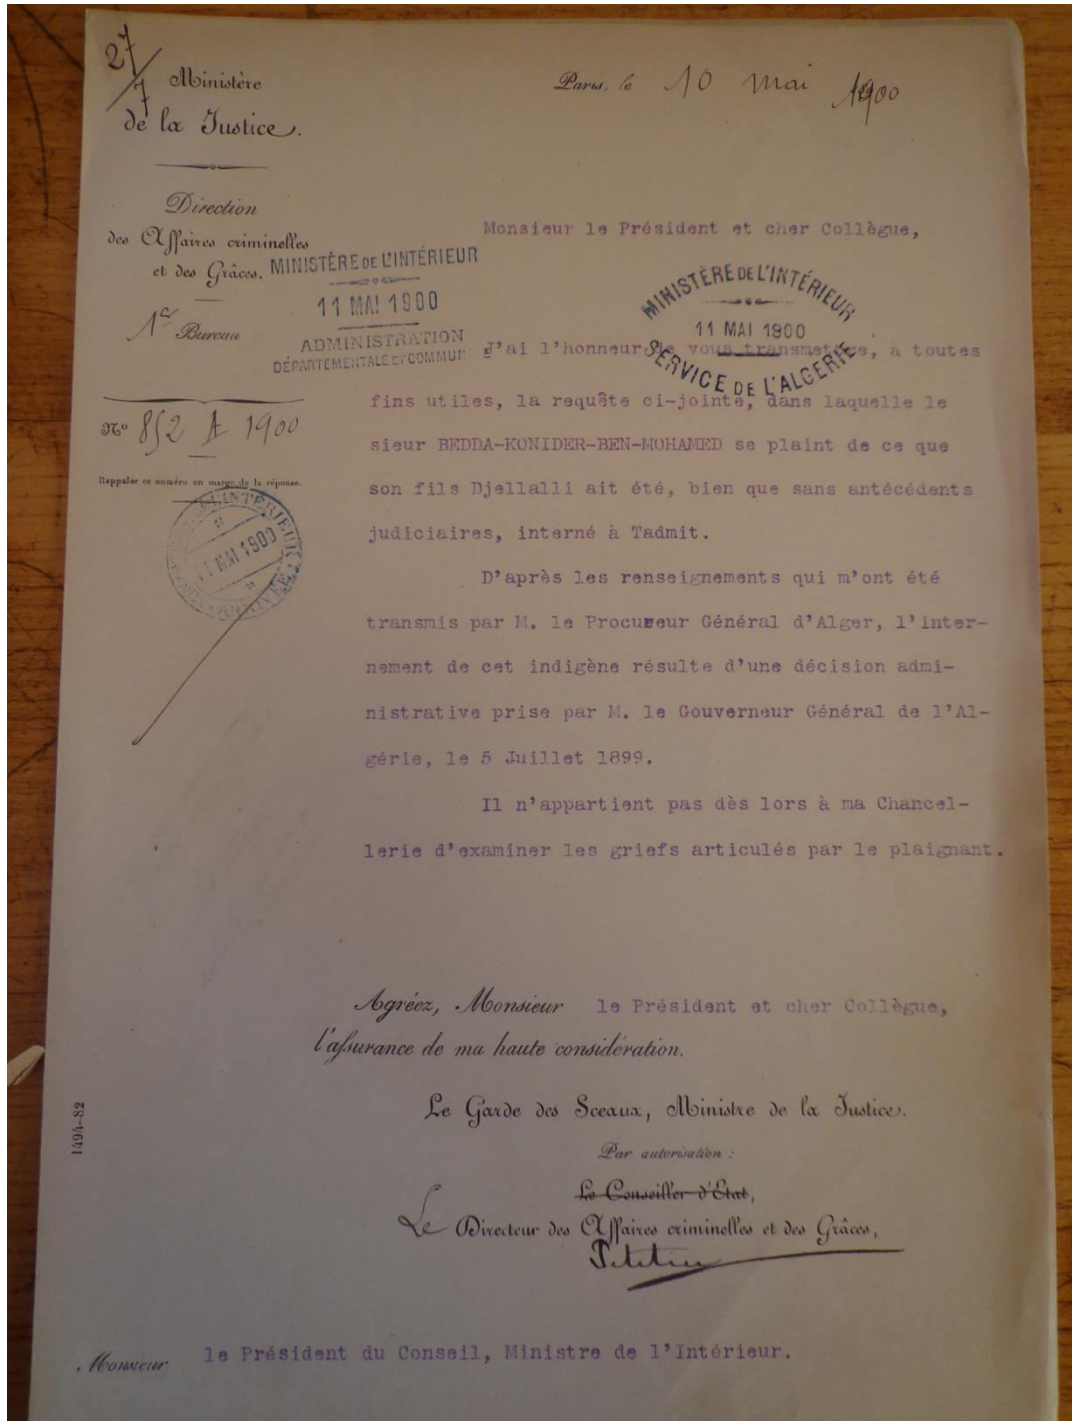 27/7
Ministère
de la Justice.
Paris, le 10 mai 1900
Direction
des Affaires criminelles
et des Grâces.
1er Bureau
MINISTÈRE DE L'INTÉRIEUR
11 MAI 1900
ADMINISTRATION
DÉPARTEMENTALE ET COMMUN
MINISTÈRE DE L'INTÉRIEUR
11 MAI 1900
SERVICE DE L'ALGERIE
No 852 A 1900
Rappeler ce numéro en marge de la réponse.
L'INTÉRIEUR
11 MAI 1900
ARRIVÉE
Monsieur le Président et cher Collègue,
J'ai l'honneur de vous transmettre, à toutes
fins utiles, la requête ci-jointe, dans laquelle le
sieur BEDDA-KONIDER-BEN-MOHAMED se plaint de ce que
son fils Djellalli ait été, bien que sans antécédents
judiciaires, interné à Tadmit.
D'après les renseignements qui m'ont été
transmis par M. le Procureur Général d'Alger, l'inter-
nement de cet indigène résulte d'une décision admi-
nistrative prise par M. le Gouverneur Général de l'Al-
gérie, le 5 Juillet 1899.
Il n'appartient pas dès lors à ma Chancel-
lerie d'examiner les griefs articulés par le plaignant.
Agréez, Monsieur le Président et cher Collègue,
l'assurance de ma haute considération.
Le Garde des Sceaux, Ministre de la Justice.
Par autorisation :
Le Conseiller d'État,
Le Directeur des Affaires criminelles et des Grâces,
1494-82
Monsieur le Président du Conseil, Ministre de l'Intérieur.